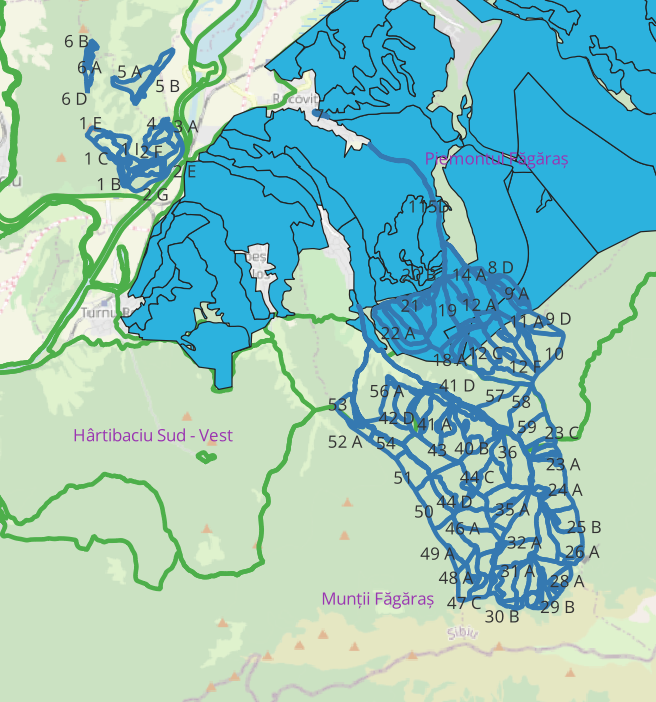 6 B
6 A
5 A
5 B
6 D
1 E
4
3 A
1 I
2 F
1 C
2 E
1 B
2 G
7
Piemontul Făgăraș
14 A
8 D
9 A
21
19
12 A
11 A
9 D
22 A
18 A
12 C
10
12 F
56 A
41 D
57
58
53
42 D
41 A
59
23 C
Hârtibaciu Sud - Vest
52 A
54
43
40 B
36
23 A
51
44 C
24 A
44 D
50
35 A
46 A
25 B
32 A
49 A
26 A
31 A
48 A
28 A
Munții Făgăraș
47 C
29 B
30 B
Sibiu